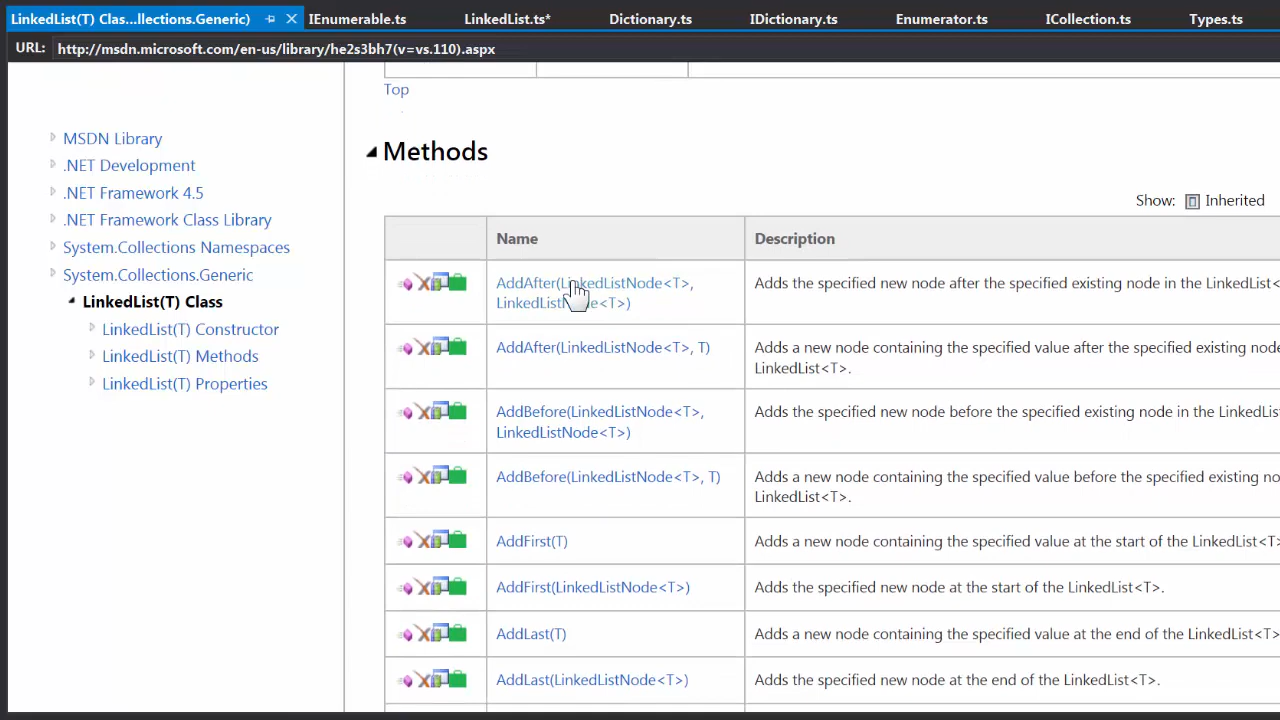 LinkedList(T) Clas...llections.Generic)
IEnumerable.ts
LinkedList.ts*
Dictionary.ts
IDictionary.ts
Enumerator.ts
ICollection.ts
Types.ts
URL: http://msdn.microsoft.com/en-us/library/he2s3bh7(v=vs.110).aspx
MSDN Library
.NET Development
.NET Framework 4.5
.NET Framework Class Library
System.Collections Namespaces
System.Collections.Generic
LinkedList(T) Class
LinkedList(T) Constructor
LinkedList(T) Methods
LinkedList(T) Properties
Top
Methods
Show: Inherited
Name
Description
AddAfter(LinkedListNode<T>,
LinkedListNode<T>)
Adds the specified new node after the specified existing node in the LinkedList<
AddAfter(LinkedListNode<T>, T)
Adds a new node containing the specified value after the specified existing node
LinkedList<T>.
AddBefore(LinkedListNode<T>,
LinkedListNode<T>)
Adds the specified new node before the specified existing node in the LinkedList
AddBefore(LinkedListNode<T>, T)
Adds a new node containing the specified value before the specified existing no
LinkedList<T>.
AddFirst(T)
Adds a new node containing the specified value at the start of the LinkedList<T>
AddFirst(LinkedListNode<T>)
Adds the specified new node at the start of the LinkedList<T>.
AddLast(T)
Adds a new node containing the specified value at the end of the LinkedList<T>
AddLast(LinkedListNode<T>)
Adds the specified new node at the end of the LinkedList<T>.